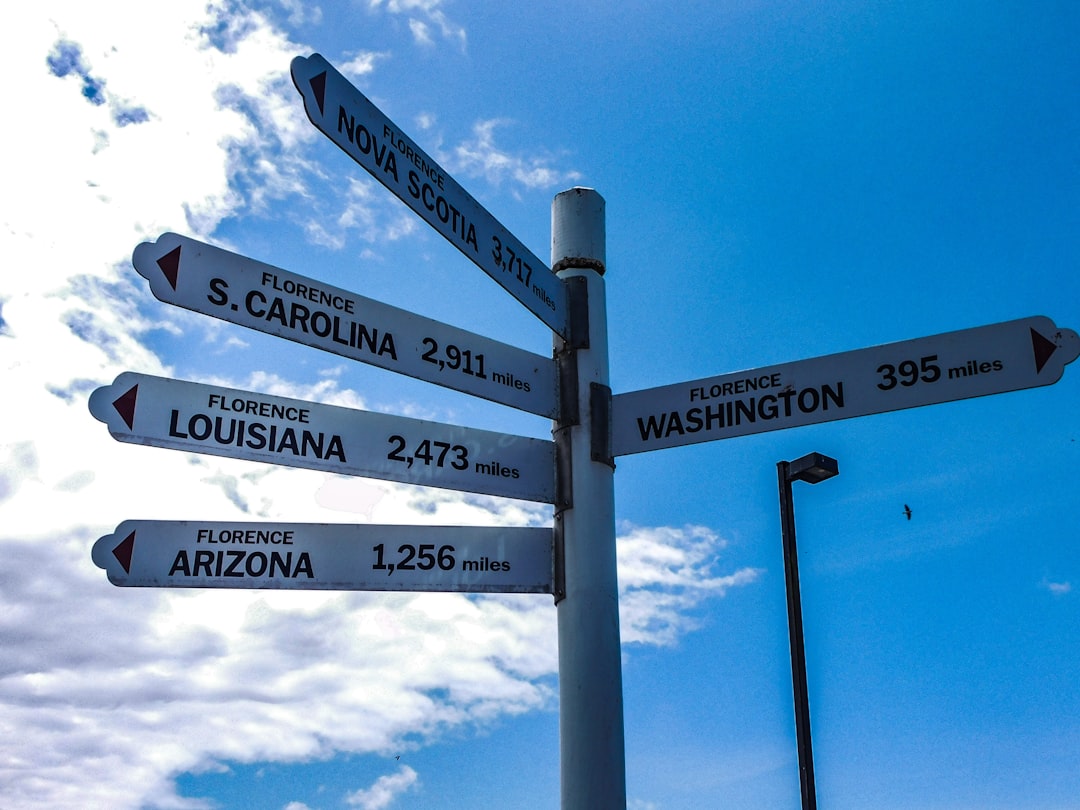 FLORENCE
NOVA SCOTIA 3,717 miles
FLORENCE
S. CAROLINA 2,911 miles
FLORENCE
WASHINGTON 395 miles
FLORENCE
LOUISIANA 2,473 miles
FLORENCE
ARIZONA 1,256 miles